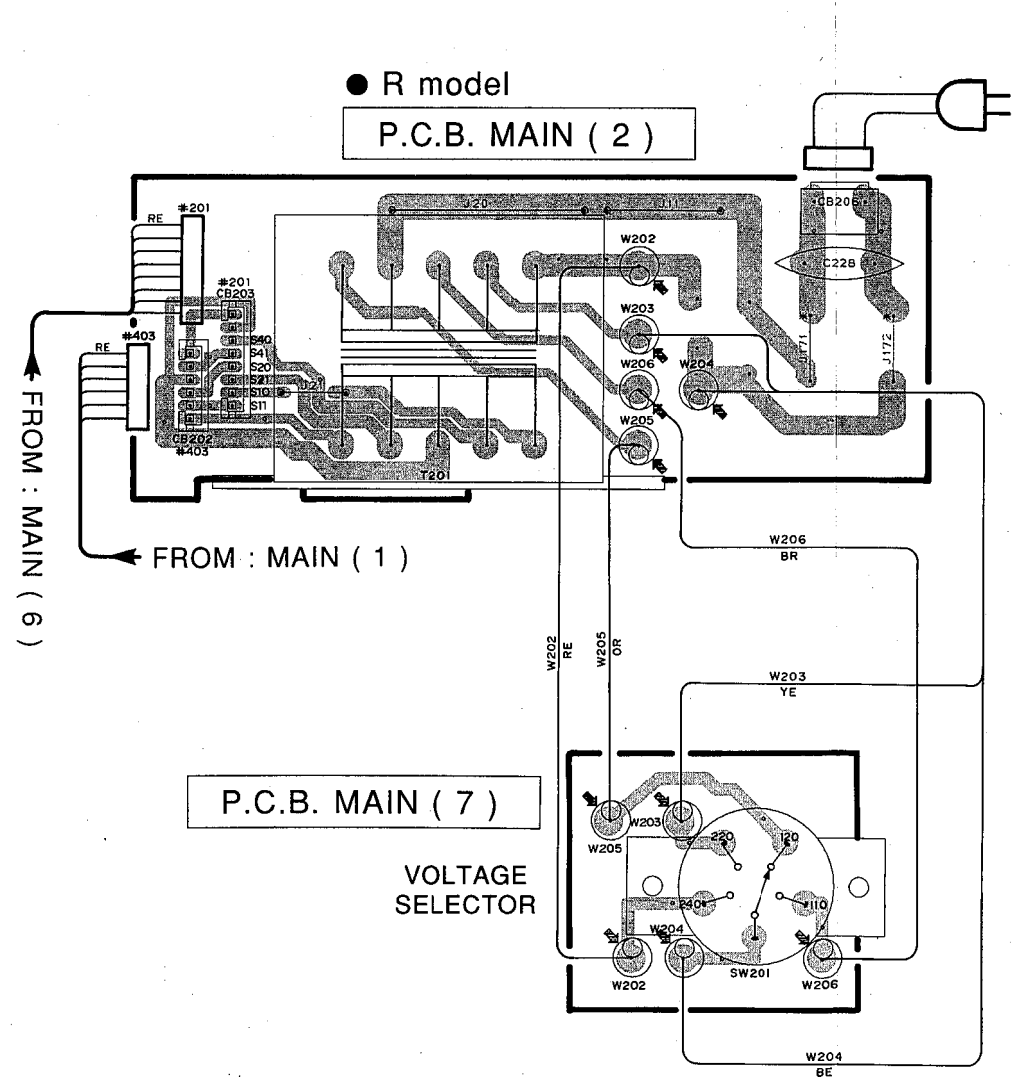 ● R model
P.C.B. MAIN ( 2 )
RE
#201
J20
J11
CB206
W202
C228
#201
CB203
W203
#403
RE
S40
S41
S20
S21
S10
S11
J2
W206
W204
J1171
J172
W205
CB202
#403
T201
FROM : MAIN ( 6 )
FROM : MAIN ( 1 )
W206
BR
W202
RE
W205
OR
W203
YE
P.C.B. MAIN ( 7 )
W205
W203
220
120
VOLTAGE
SELECTOR
240
110
W204
W202
SW201
W206
W204
BE